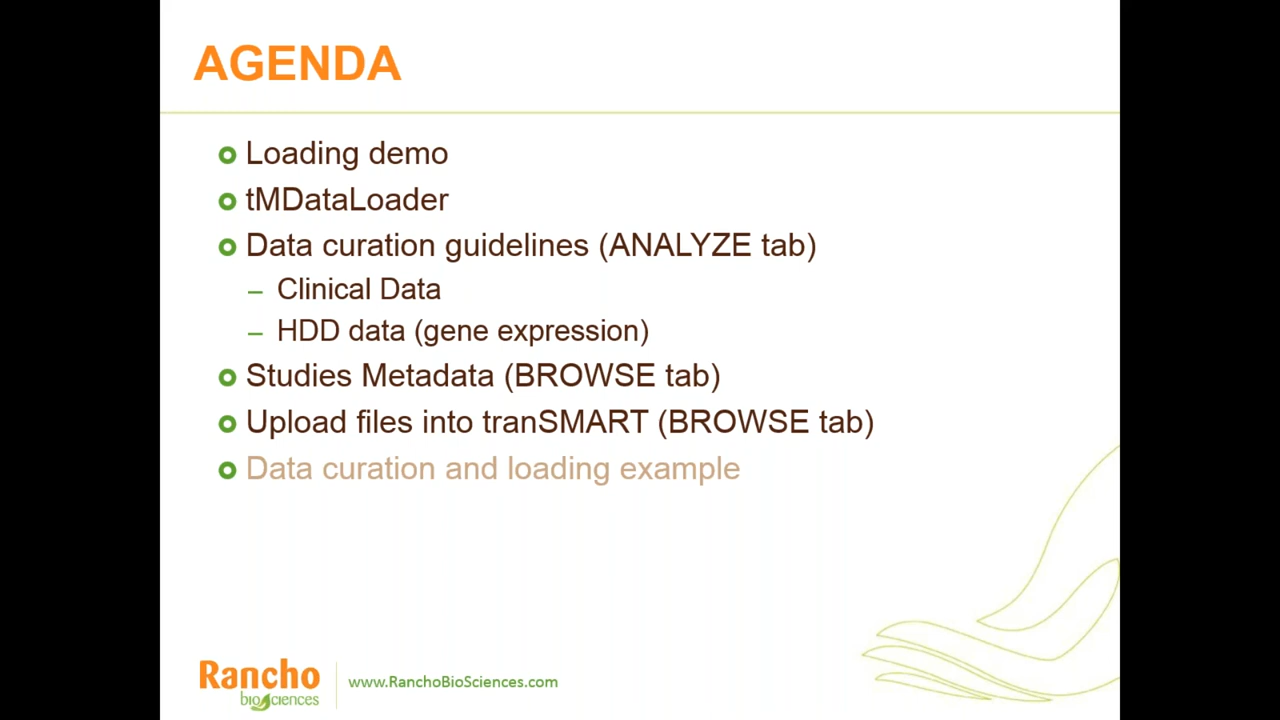 AGENDA
Loading demo
tMDataLoader
Data curation guidelines (ANALYZE tab)
– Clinical Data
– HDD data (gene expression)
Studies Metadata (BROWSE tab)
Upload files into tranSMART (BROWSE tab)
Data curation and loading example
Rancho
biosciences
www.RanchoBioSciences.com